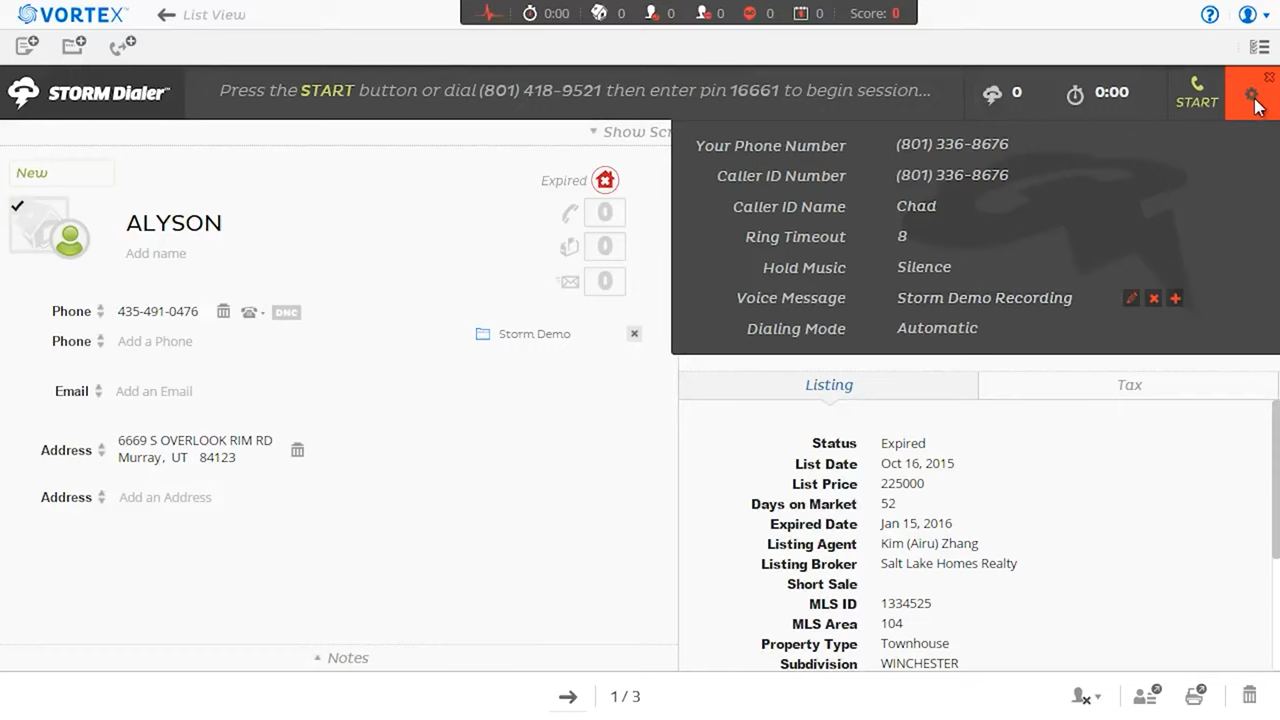 VORTEX™
List View
0:00
0
0
0
0
0
Score: 0
STORM DIALER™
Press the START button or dial (801) 418-9521 then enter pin 16661 to begin session...
0
0:00
START
Show Scr
New
ALYSON
Add name
Expired
0
0
0
Phone 435-491-0476 DNC
Phone Add a Phone
Storm Demo
Email Add an Email
Address 6669 S OVERLOOK RIM RD
Murray, UT 84123
Address Add an Address
Notes
Your Phone Number (801) 336-8676
Caller ID Number (801) 336-8676
Caller ID Name Chad
Ring Timeout 8
Hold Music Silence
Voice Message Storm Demo Recording
Dialing Mode Automatic
Listing Tax
Status Expired
List Date Oct 16, 2015
List Price 225000
Days on Market 52
Expired Date Jan 15, 2016
Listing Agent Kim (Airu) Zhang
Listing Broker Salt Lake Homes Realty
Short Sale
MLS ID 1334525
MLS Area 104
Property Type Townhouse
Subdivision WINCHESTER
1 / 3